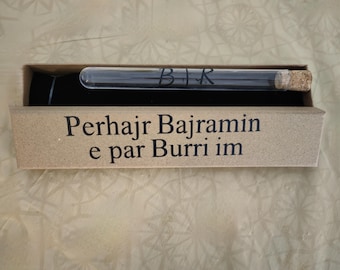 B I R
Perhajr Bajramin
e par Burri im